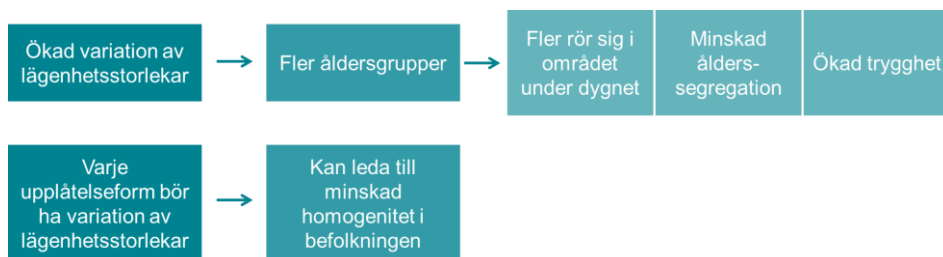 Ökad variation av
lägenhetsstorlekar
Fler åldersgrupper
Fler rör sig i
området
under dygnet
Minskad
ålders-
segregation
Ökad trygghet
Varje
upplåtelseform bör
ha variation av
lägenhetsstorlekar
Kan leda till
minskad
homogenitet i
befolkningen